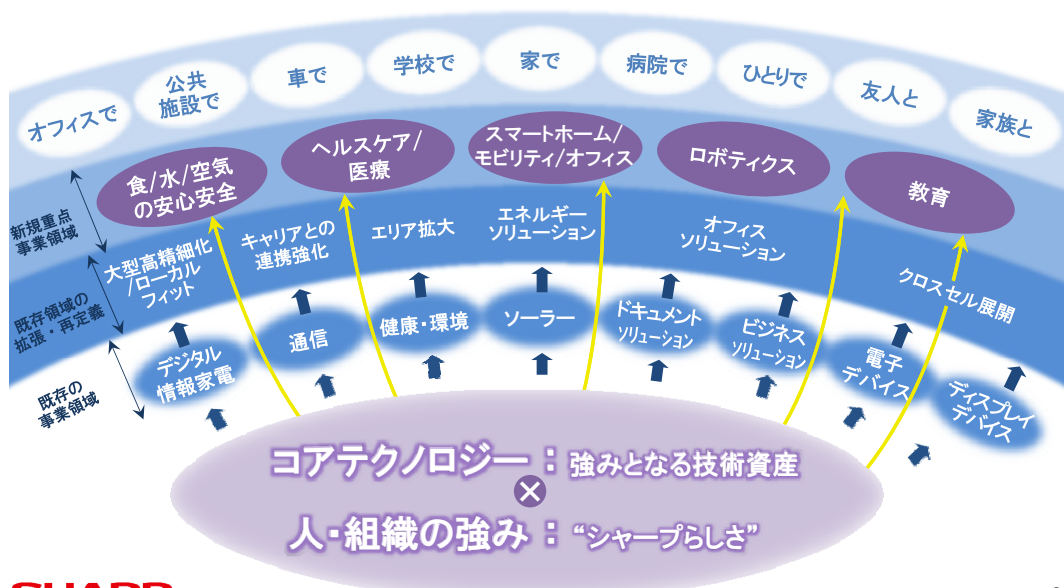 オフィスで
公共
施設で
車で
学校で
家で
病院で
ひとりで
友人と
家族と
新規重点
事業領域
食/水/空気
の安心安全
ヘルスケア/
医療
スマートホーム/
モビリティ/オフィス
ロボティクス
教育
既存領域の
拡張・再定義
大型高精細化
/ローカル
フィット
キャリアとの
連携強化
エリア拡大
エネルギー
ソリューション
オフィス
ソリューション
クロスセル展開
既存の
事業領域
デジタル
情報家電
通信
健康・環境
ソーラー
ドキュメント
ソリューション
ビジネス
ソリューション
電子
デバイス
ディスプレイ
デバイス
コアテクノロジー：強みとなる技術資産
×
人・組織の強み：“シャープらしさ”
SHARP